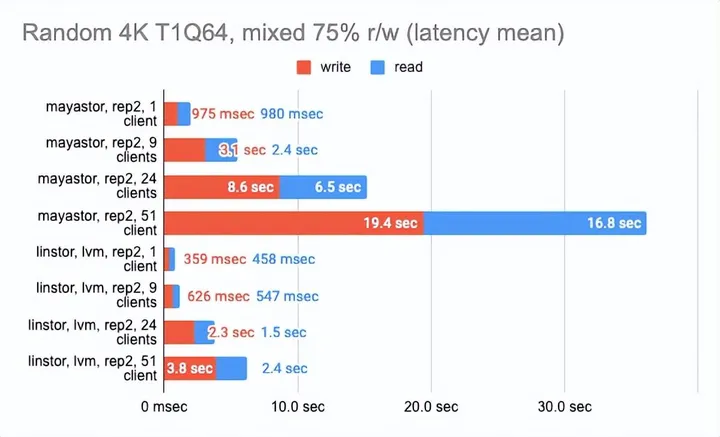 Random 4K T1Q64, mixed 75% r/w (latency mean)
write read
mayastor, rep2, 1
client
975 msec 980 msec
mayastor, rep2, 9
clients
3.1 sec 2.4 sec
mayastor, rep2, 24
clients
8.6 sec 6.5 sec
mayastor, rep2, 51
client
19.4 sec 16.8 sec
linstor, lvm, rep2, 1
client
359 msec 458 msec
linstor, lvm, rep2, 9
clients
626 msec 547 msec
linstor, lvm, rep2, 24
clients
2.3 sec 1.5 sec
linstor, lvm, rep2, 51
client
3.8 sec 2.4 sec
0 msec 10.0 sec 20.0 sec 30.0 sec